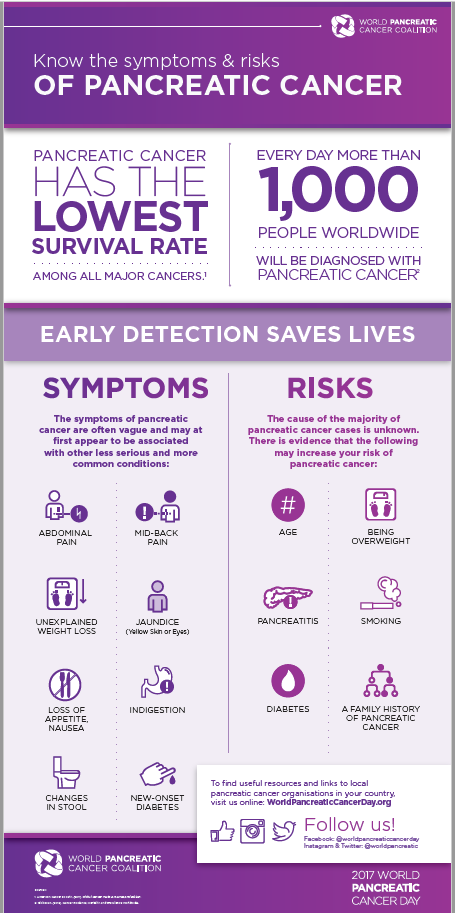 WORLD PANCREATIC
CANCER COALITION
Know the symptoms & risks
OF PANCREATIC CANCER
PANCREATIC CANCER
HAS THE
LOWEST
SURVIVAL RATE
AMONG ALL MAJOR CANCERS.¹
EVERY DAY MORE THAN
1,000
PEOPLE WORLDWIDE
WILL BE DIAGNOSED WITH
PANCREATIC CANCER²
EARLY DETECTION SAVES LIVES
SYMPTOMS
The symptoms of pancreatic
cancer are often vague and may at
first appear to be associated
with other less serious and more
common conditions:
ABDOMINAL
PAIN
MID-BACK
PAIN
UNEXPLAINED
WEIGHT LOSS
JAUNDICE
(Yellow Skin or Eyes)
LOSS OF
APPETITE,
NAUSEA
INDIGESTION
CHANGES
IN STOOL
NEW-ONSET
DIABETES
RISKS
The cause of the majority of
pancreatic cancer cases is unknown.
There is evidence that the following
may increase your risk of
pancreatic cancer:
#
AGE
BEING
OVERWEIGHT
PANCREATITIS
SMOKING
DIABETES
A FAMILY HISTORY
OF PANCREATIC
CANCER
To find useful resources and links to local
pancreatic cancer organisations in your country,
visit us online: WorldPancreaticCancerDay.org
Follow us!
Facebook: @worldpancreaticcancerday
Instagram & Twitter: @worldpancreatic
WORLD PANCREATIC
CANCER COALITION
2017 WORLD
PANCREATIC
CANCER DAY